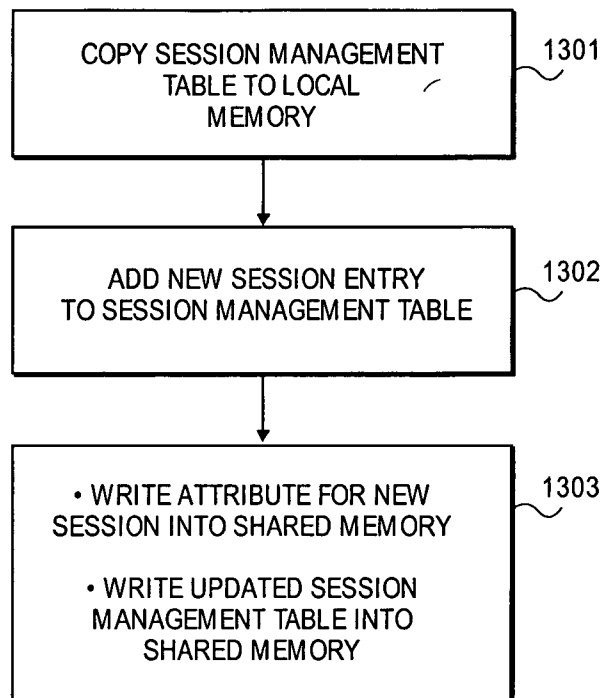 COPY SESSION MANAGEMENT
TABLE TO LOCAL
MEMORY
1301
ADD NEW SESSION ENTRY
TO SESSION MANAGEMENT TABLE
1302
• WRITE ATTRIBUTE FOR NEW
SESSION INTO SHARED MEMORY
• WRITE UPDATED SESSION
MANAGEMENT TABLE INTO
SHARED MEMORY
1303